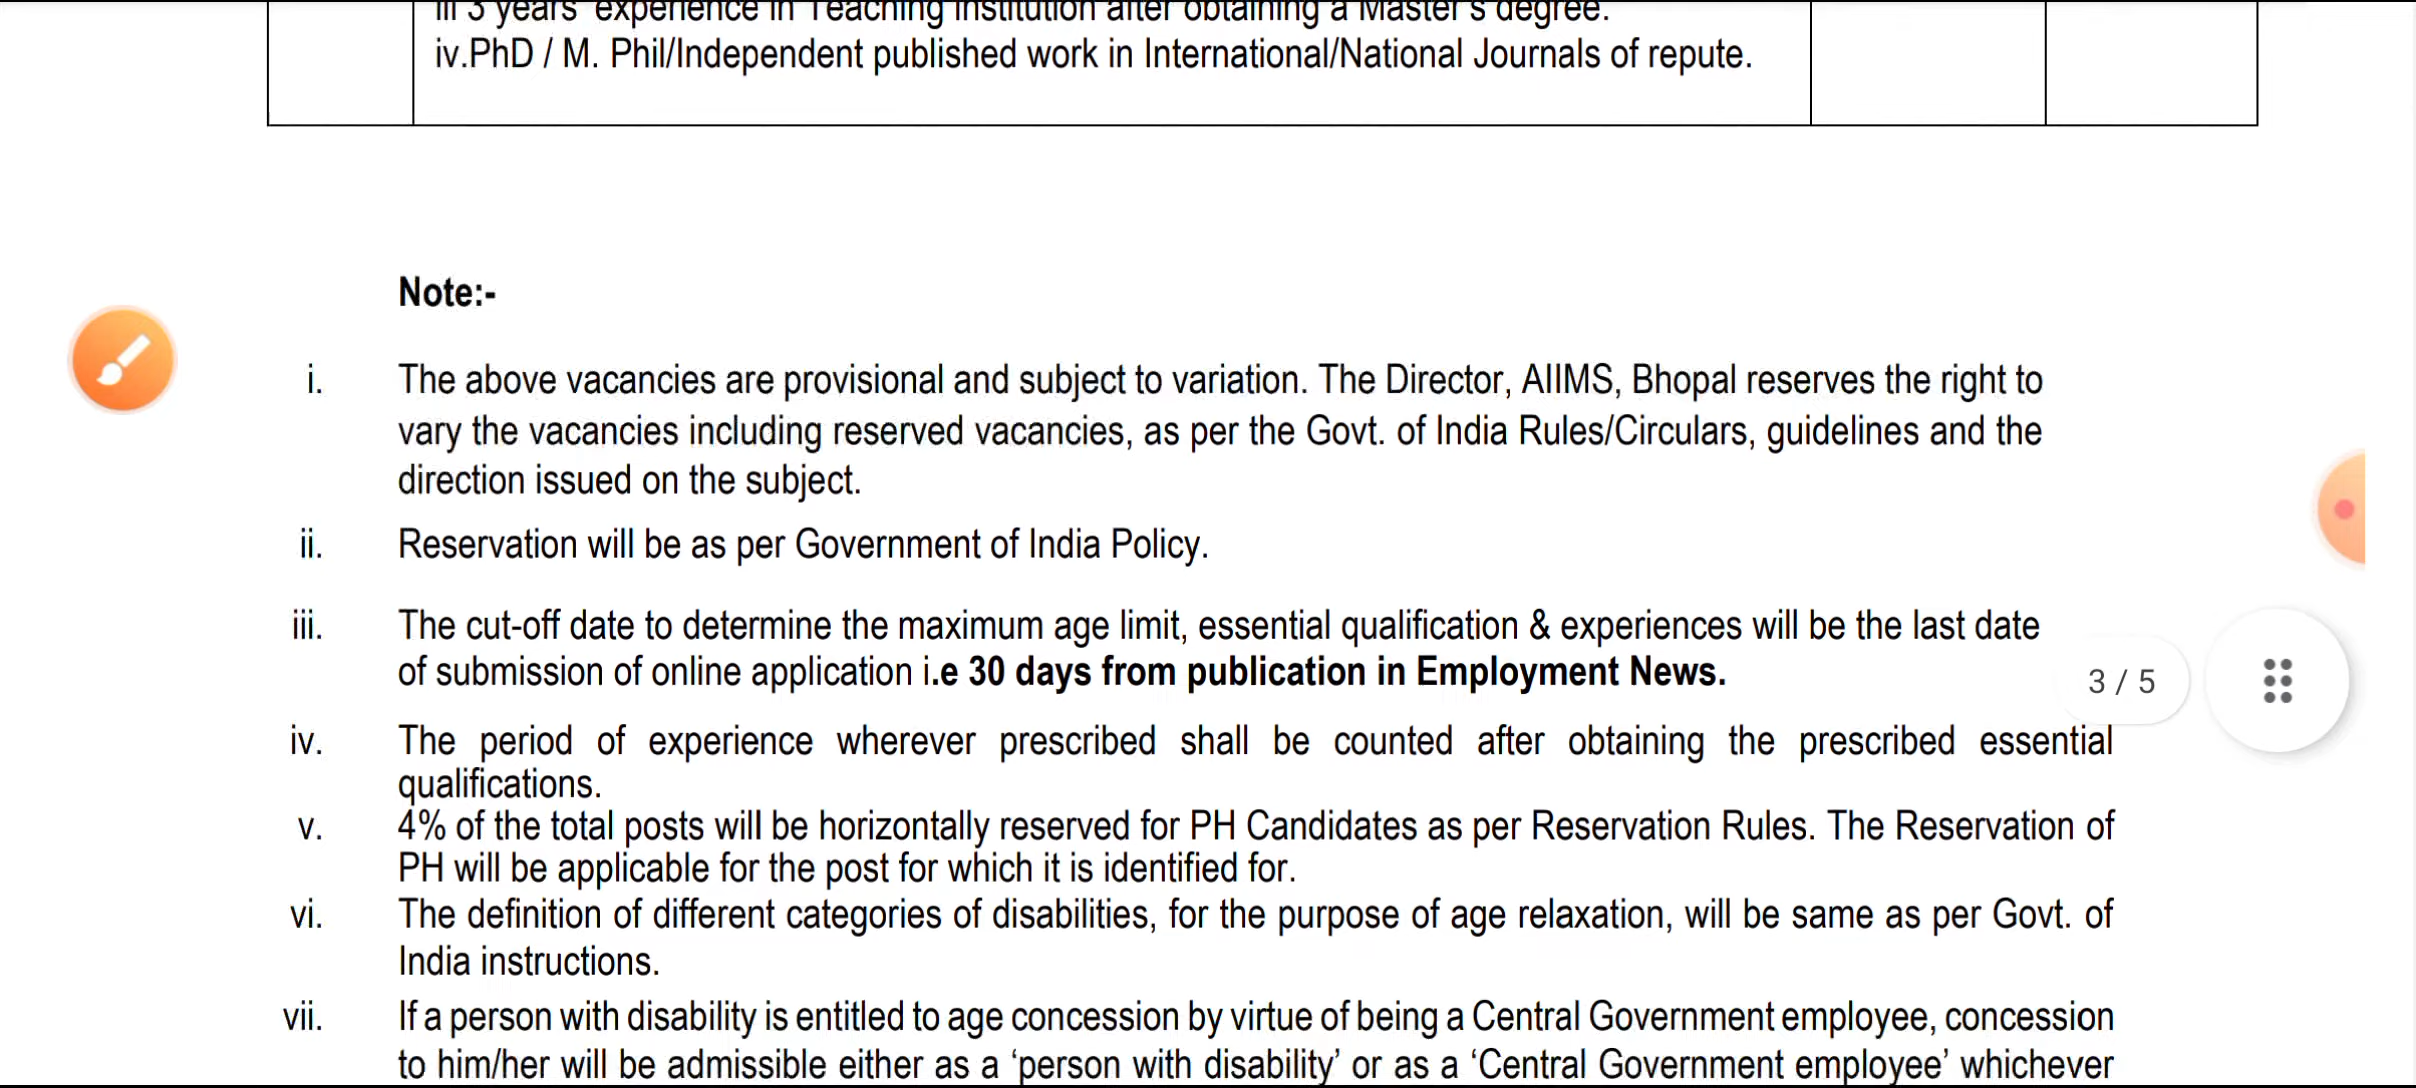 iii 3 years' experience in Teaching Institution after obtaining a Master's degree.
iv.PhD / M. Phil/Independent published work in International/National Journals of repute.
Note:-
i. The above vacancies are provisional and subject to variation. The Director, AIIMS, Bhopal reserves the right to
vary the vacancies including reserved vacancies, as per the Govt. of India Rules/Circulars, guidelines and the
direction issued on the subject.
ii. Reservation will be as per Government of India Policy.
iii. The cut-off date to determine the maximum age limit, essential qualification & experiences will be the last date
of submission of online application i.e 30 days from publication in Employment News.
3 / 5
iv. The period of experience wherever prescribed shall be counted after obtaining the prescribed essential
qualifications.
v. 4% of the total posts will be horizontally reserved for PH Candidates as per Reservation Rules. The Reservation of
PH will be applicable for the post for which it is identified for.
vi. The definition of different categories of disabilities, for the purpose of age relaxation, will be same as per Govt. of
India instructions.
vii. If a person with disability is entitled to age concession by virtue of being a Central Government employee, concession
to him/her will be admissible either as a ‘person with disability’ or as a ‘Central Government employee’ whichever